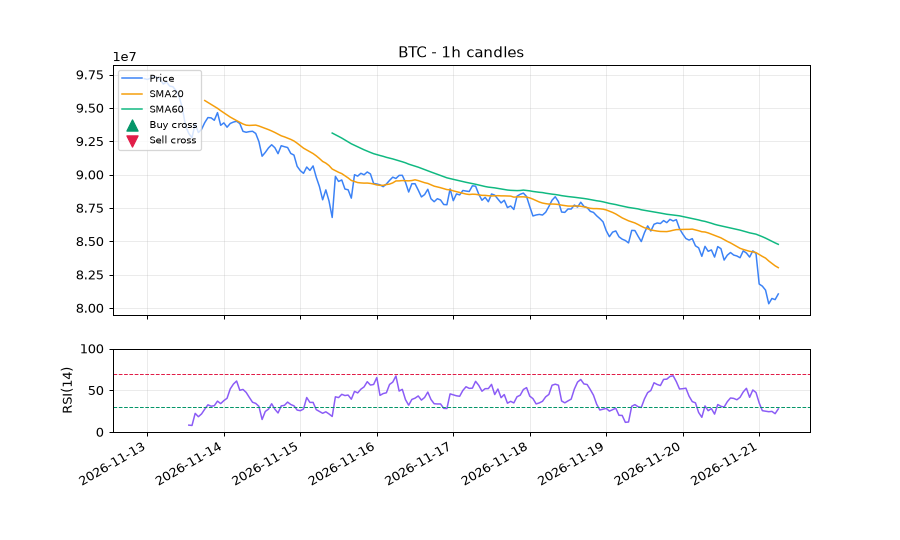 BTC - 1h candles
1e7
9.75
9.50
9.25
9.00
8.75
8.50
8.25
8.00
Price
SMA20
SMA60
Buy cross
Sell cross
RSI(14)
100
50
0
2026-11-13
2026-11-14
2026-11-15
2026-11-16
2026-11-17
2026-11-18
2026-11-19
2026-11-20
2026-11-21